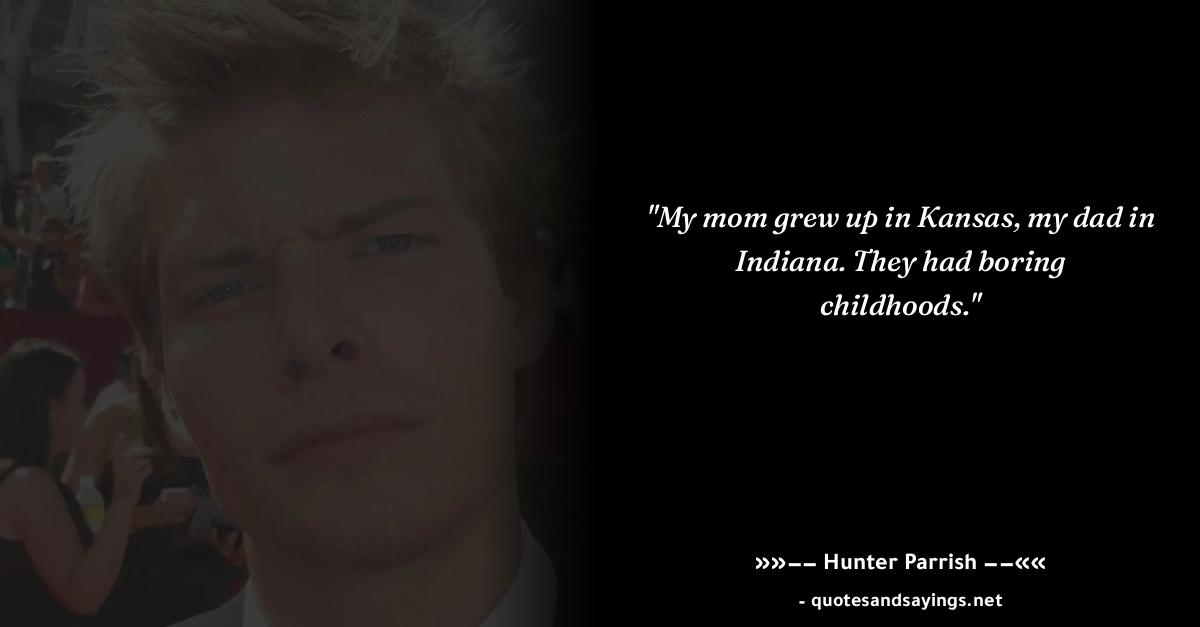 "My mom grew up in Kansas, my dad in
Indiana. They had boring
childhoods."
»»−− Hunter Parrish −−««
- quotesandsayings.net